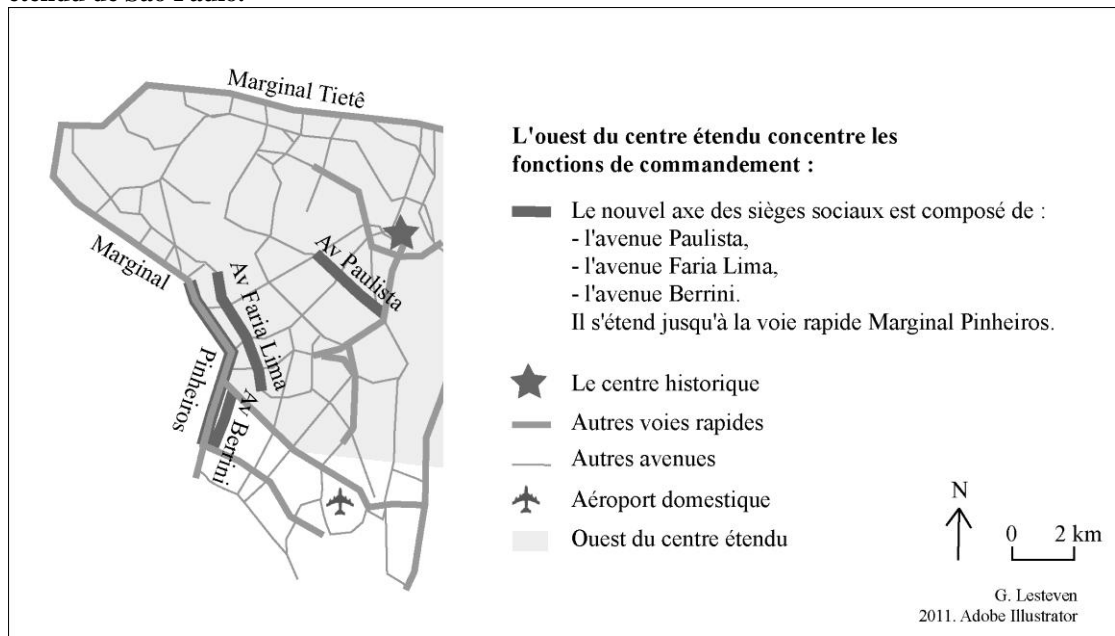 étendu de São Paulo.
Marginal Tietê
Marginal
Pinheiros
Av Faria Lima
Av Paulista
Av Berrini
L'ouest du centre étendu concentre les
fonctions de commandement :
Le nouvel axe des sièges sociaux est composé de :
- l'avenue Paulista,
- l'avenue Faria Lima,
- l'avenue Berrini.
Il s'étend jusqu'à la voie rapide Marginal Pinheiros.
Le centre historique
Autres voies rapides
Autres avenues
Aéroport domestique
Ouest du centre étendu
N
0 2 km
G. Lesteven
2011. Adobe Illustrator